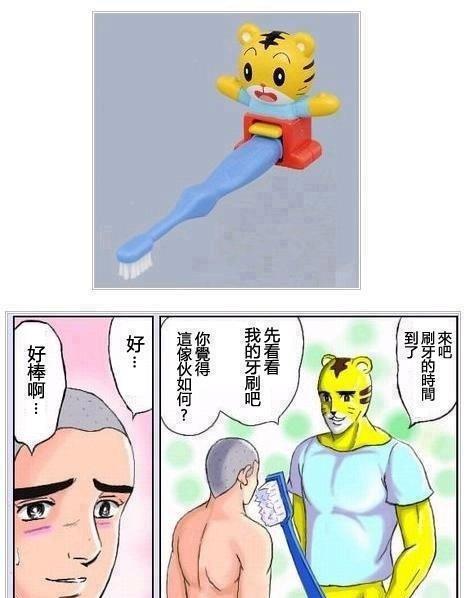 來吧
刷牙的時間
到了
先看看
我的牙刷吧
你覺得
這傢伙如何？
好…
好棒啊…